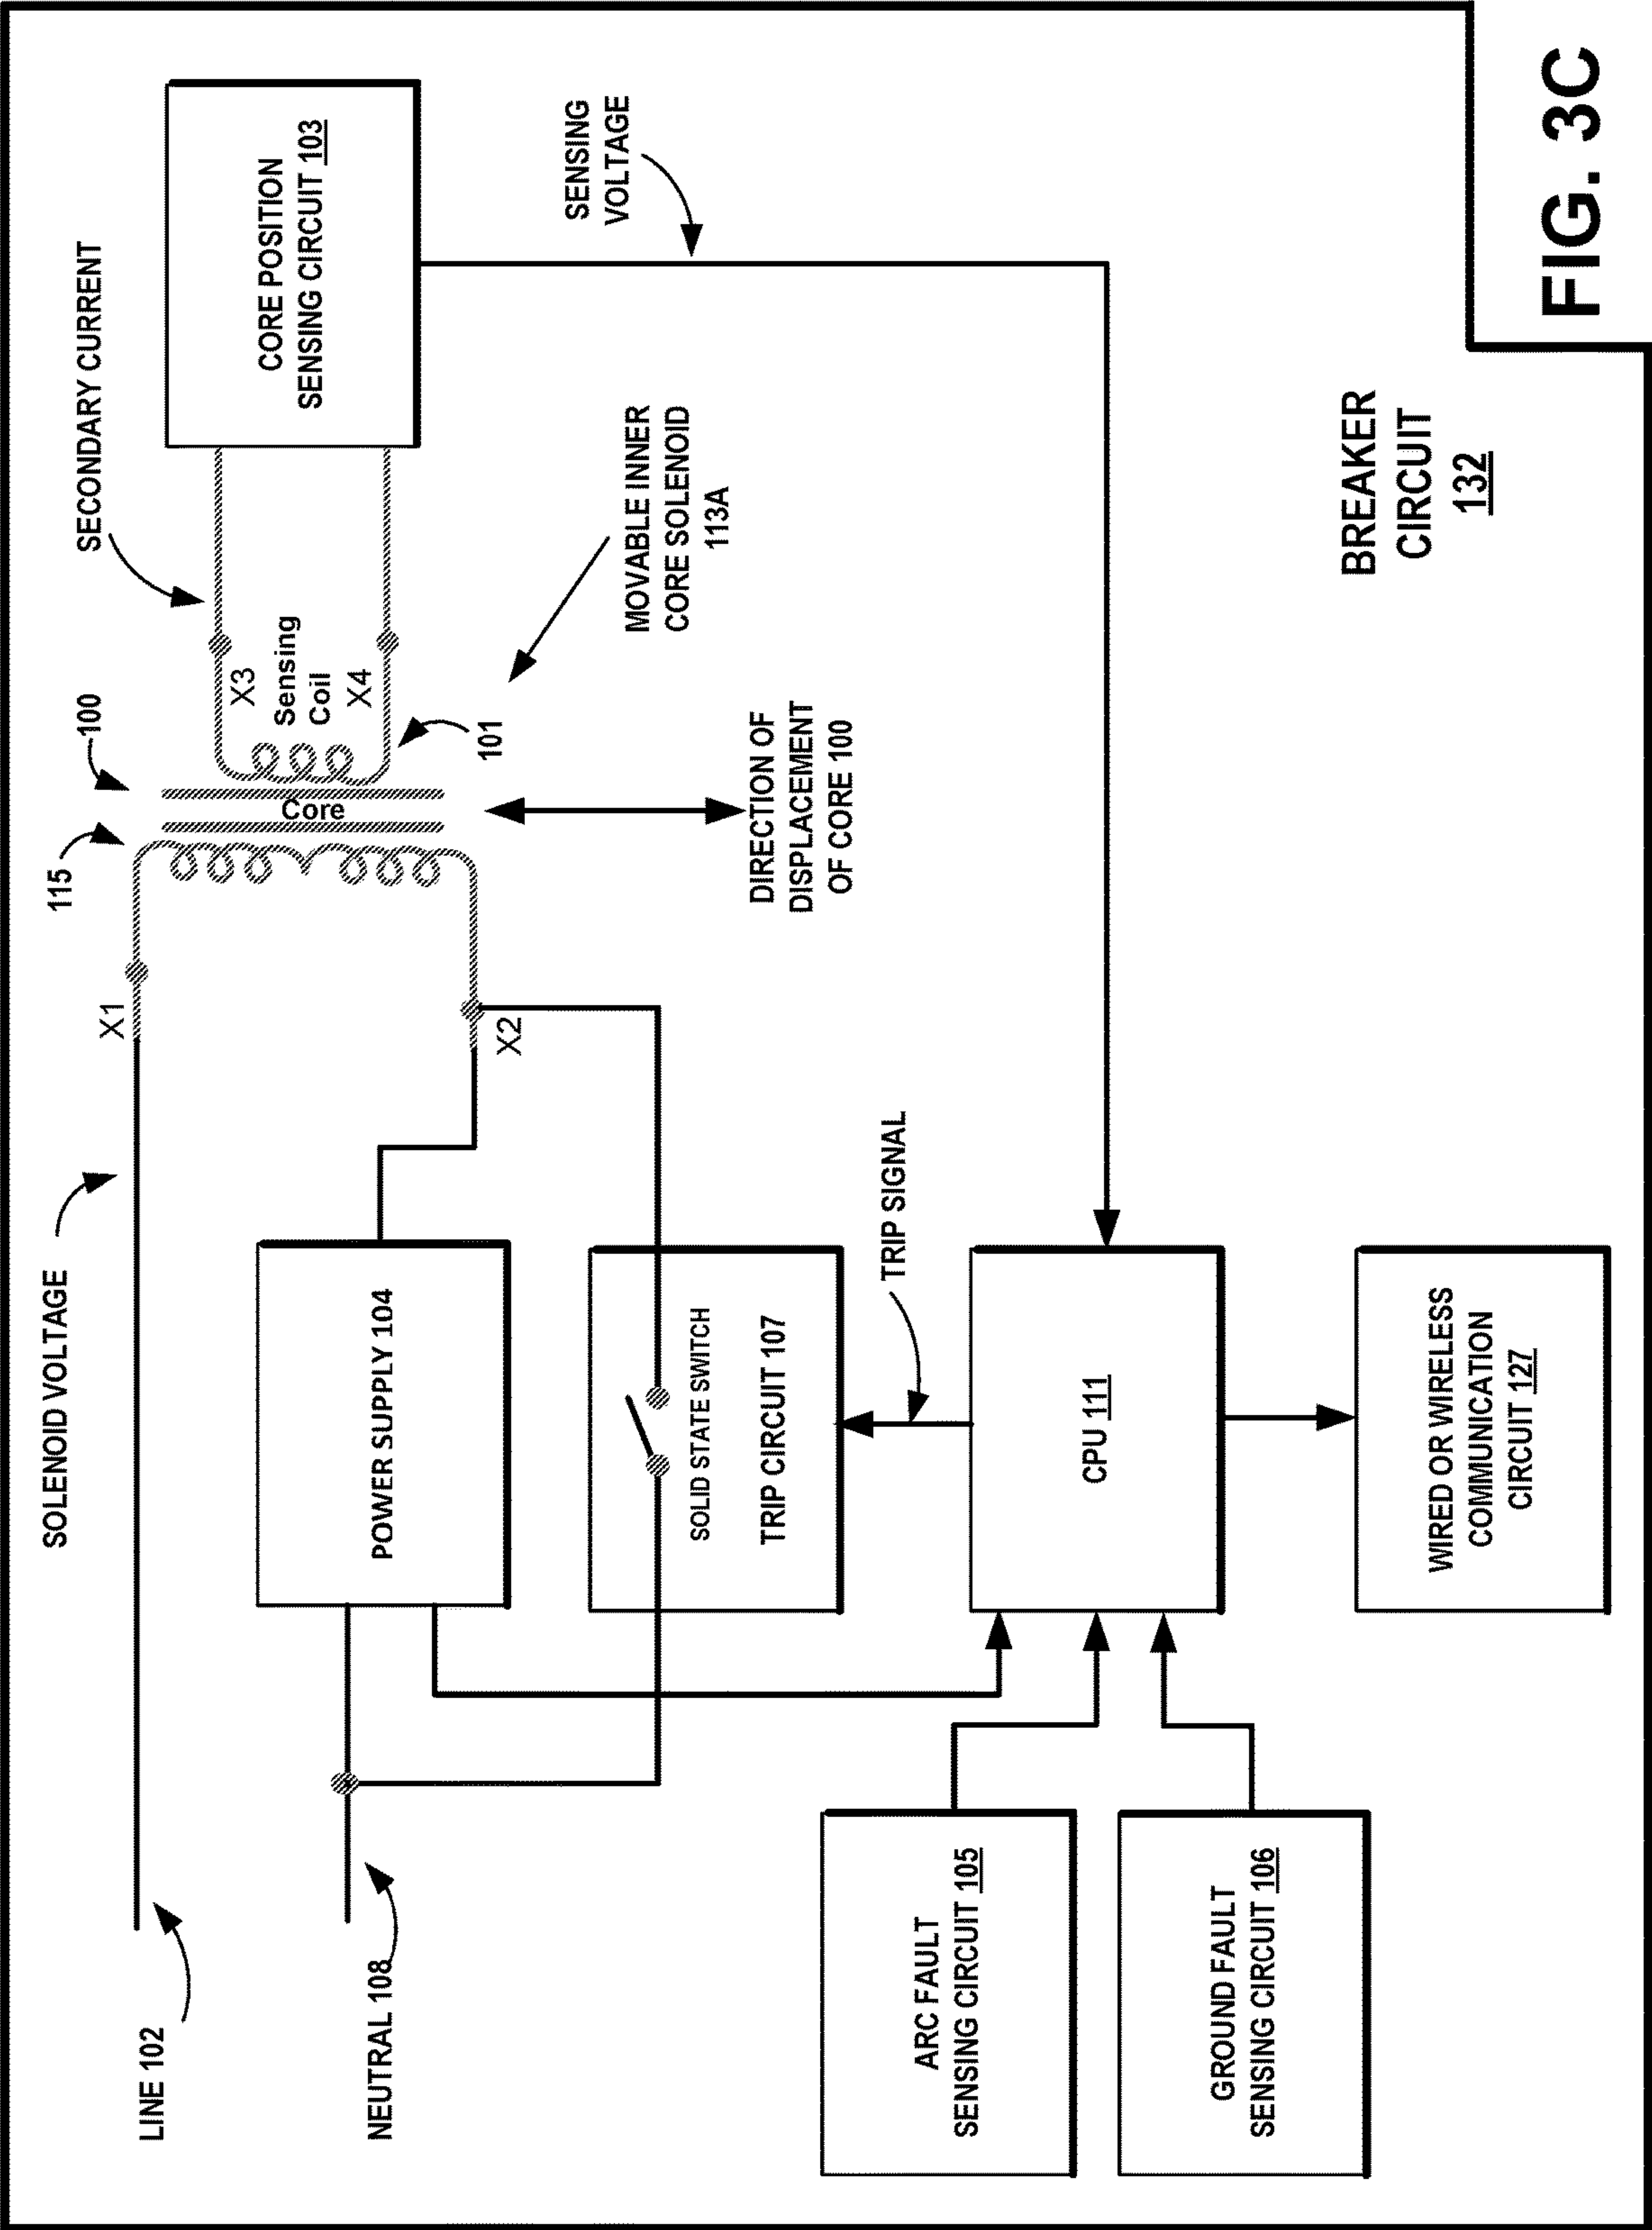 SOLENOID VOLTAGE
115
100
SECONDARY CURRENT
LINE 102
X1
X3
Sensing
Coil
X4
Core
CORE POSITION
SENSING CIRCUIT 103
101
NEUTRAL 108
POWER SUPPLY 104
X2
MOVABLE INNER
CORE SOLENOID
113A
SENSING
VOLTAGE
DIRECTION OF
DISPLACEMENT
OF CORE 100
SOLID STATE SWITCH
TRIP CIRCUIT 107
TRIP SIGNAL
ARC FAULT
SENSING CIRCUIT 105
CPU 111
GROUND FAULT
SENSING CIRCUIT 106
WIRED OR WIRELESS
COMMUNICATION
CIRCUIT 127
BREAKER
CIRCUIT
132
FIG. 3C